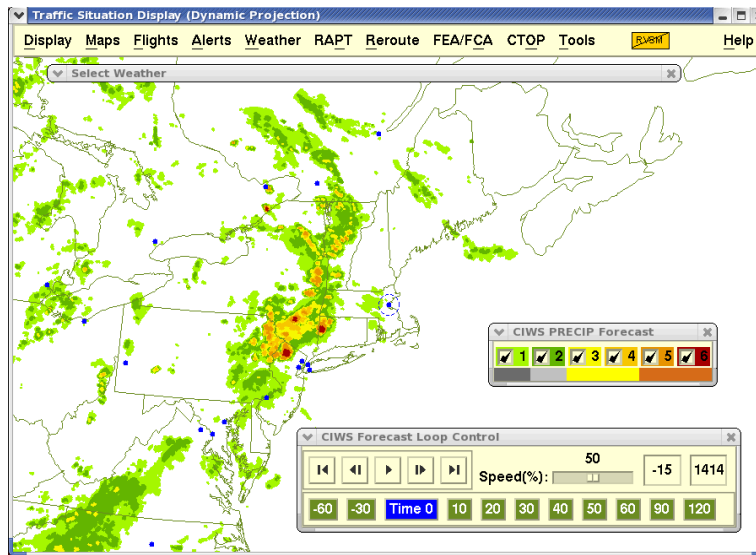 Traffic Situation Display (Dynamic Projection)
Display Maps Flights Alerts Weather RAPT Reroute FEA/FCA CTOP Tools RVSM Help
Select Weather
CIWS PRECIP Forecast
1 2 3 4 5 6
CIWS Forecast Loop Control
50
Speed(%): -15 1414
-60 -30 Time 0 10 20 30 40 50 60 90 120